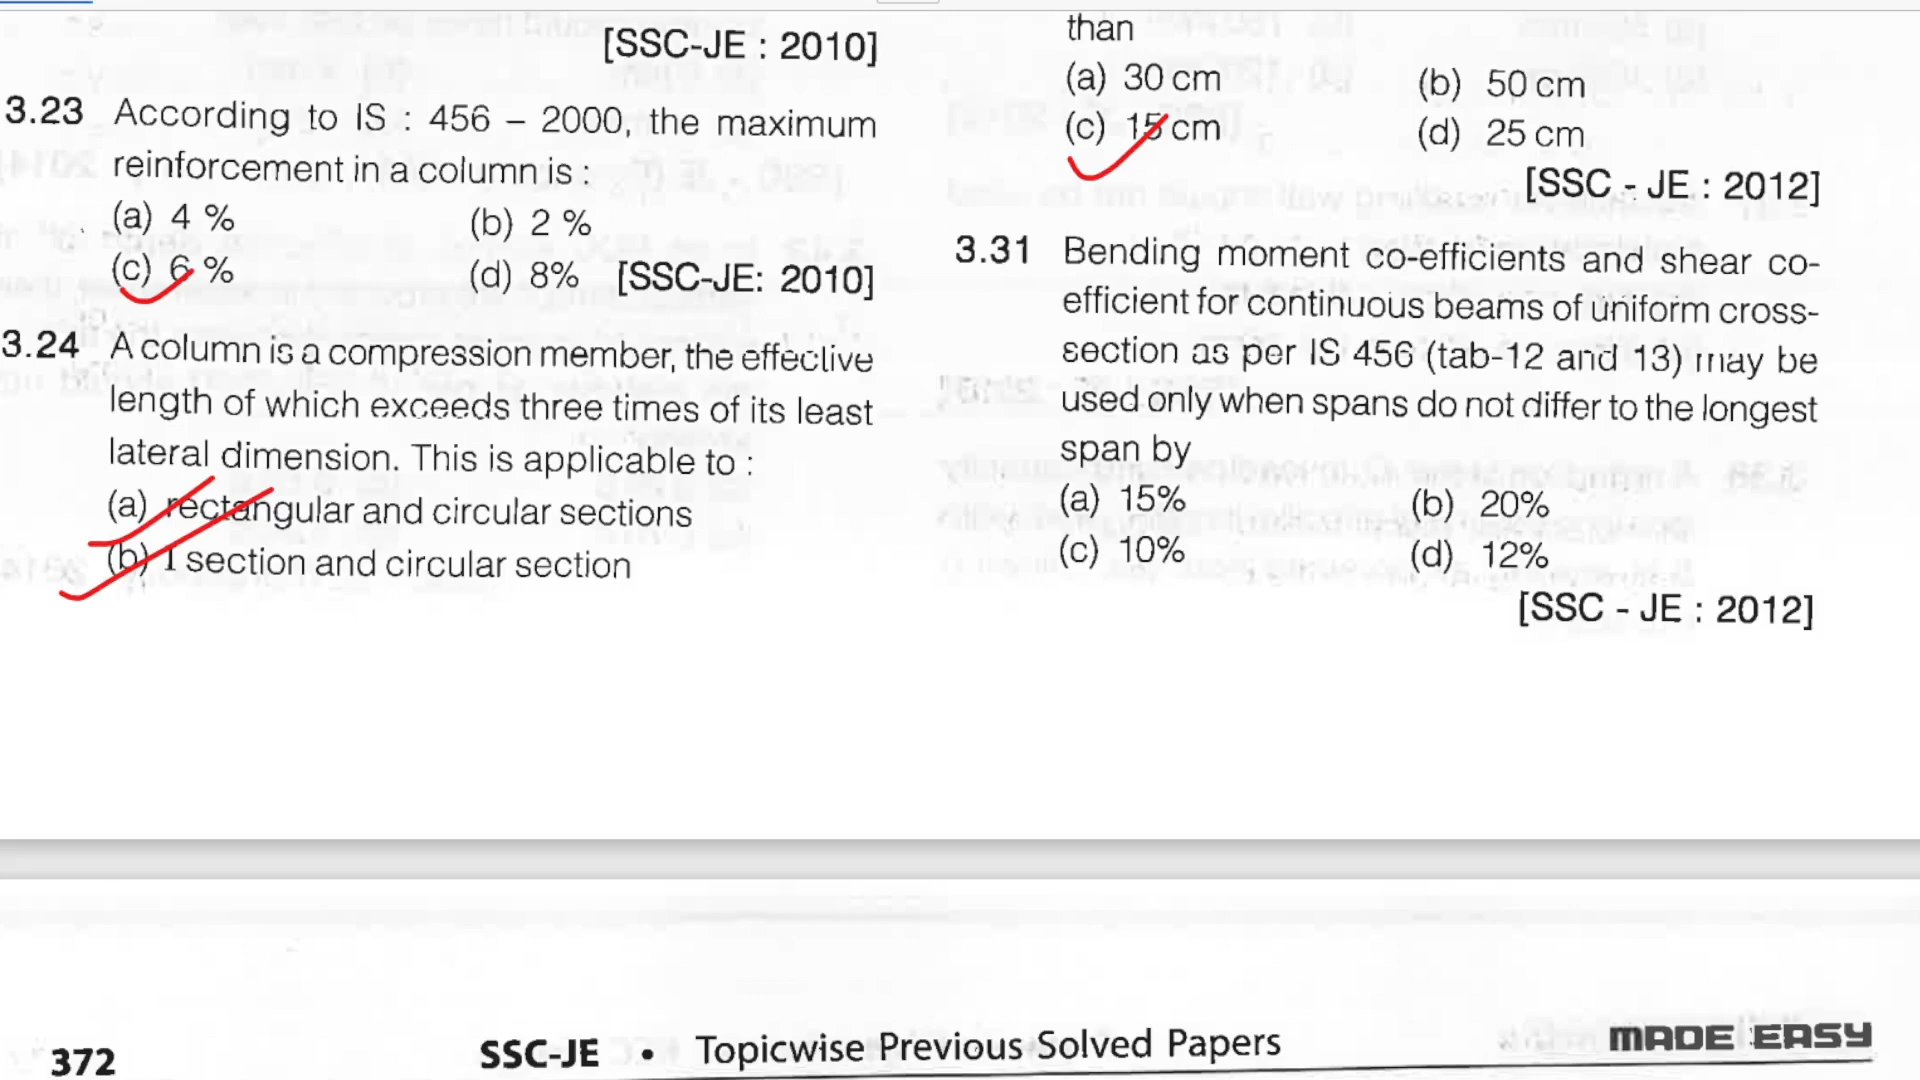 [SSC-JE : 2010]
3.23 According to IS : 456 – 2000, the maximum
reinforcement in a column is :
(a) 4 % (b) 2 %
(c) 6 % (d) 8% [SSC-JE: 2010]
3.24 A column is a compression member, the effective
length of which exceeds three times of its least
lateral dimension. This is applicable to :
(a) rectangular and circular sections
(b) I section and circular section
than
(a) 30 cm (b) 50 cm
(c) 15 cm (d) 25 cm
[SSC - JE : 2012]
3.31 Bending moment co-efficients and shear co-
efficient for continuous beams of uniform cross-
section as per IS 456 (tab-12 and 13) may be
used only when spans do not differ to the longest
span by
(a) 15% (b) 20%
(c) 10% (d) 12%
[SSC - JE : 2012]
372 SSC-JE • Topicwise Previous Solved Papers MADE EASY